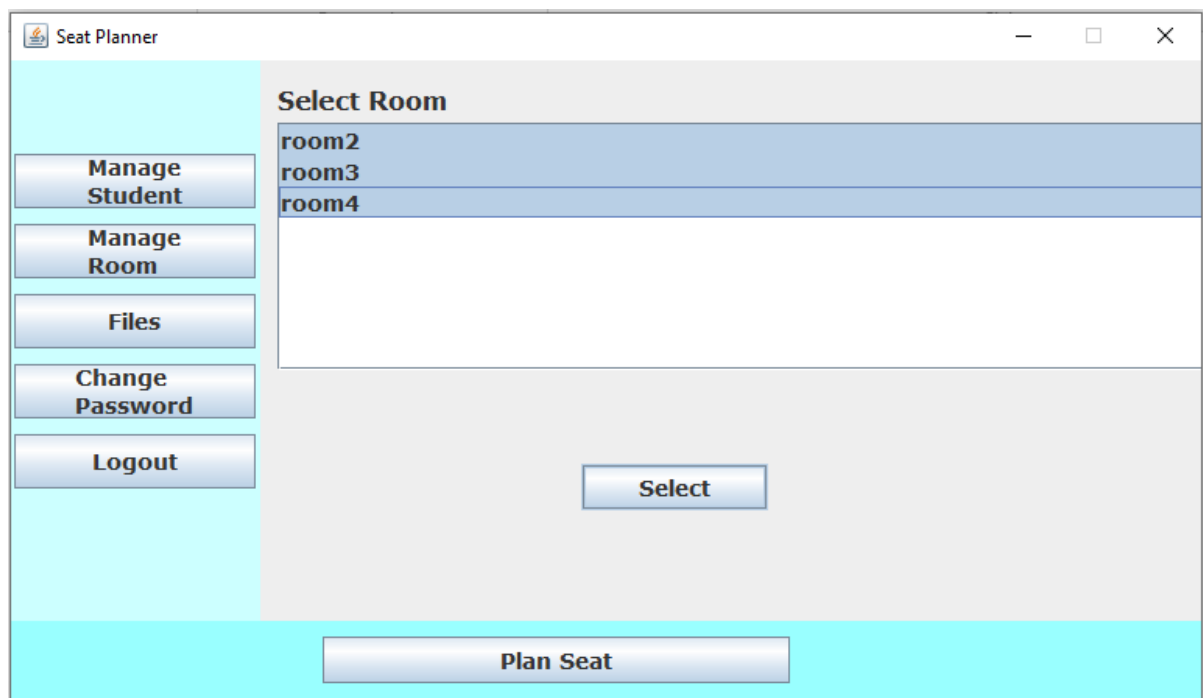 Seat Planner
Select Room
room2
room3
room4
Manage
Student
Manage
Room
Files
Change
Password
Logout
Select
Plan Seat